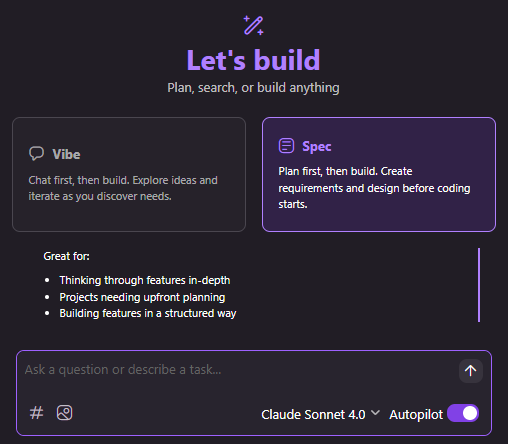 Let's build
Plan, search, or build anything
Vibe
Chat first, then build. Explore ideas and
iterate as you discover needs.
Spec
Plan first, then build. Create
requirements and design before coding
starts.
Great for:
• Thinking through features in-depth
• Projects needing upfront planning
• Building features in a structured way
Ask a question or describe a task...
# Claude Sonnet 4.0 Autopilot